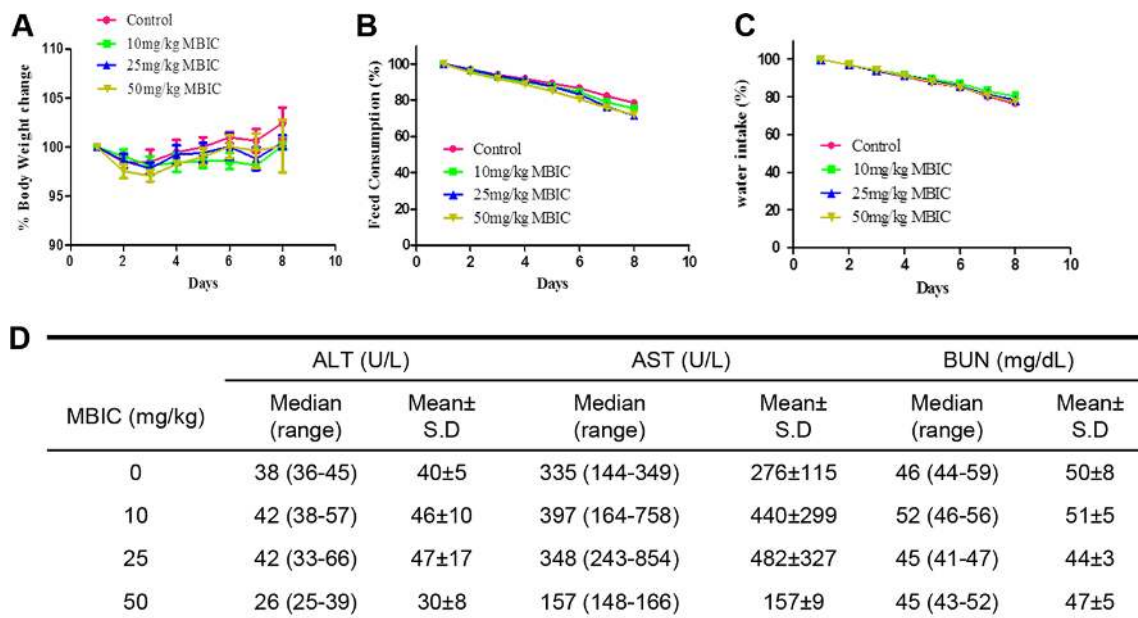 A
% Body Weight change
110
105
100
95
90
0 2 4 6 8 10
Days
Control
10mg/kg MBIC
25mg/kg MBIC
50mg/kg MBIC
B
Feed Consumption (%)
100
80
60
40
20
0
0 2 4 6 8 10
Days
Control
10mg/kg MBIC
25mg/kg MBIC
50mg/kg MBIC
C
water intake (%)
100
80
60
40
20
0
0 2 4 6 8 10
Days
Control
10mg/kg MBIC
25mg/kg MBIC
50mg/kg MBIC
D
ALT (U/L) AST (U/L) BUN (mg/dL)
MBIC (mg/kg) Median (range) Mean± S.D Median (range) Mean± S.D Median (range) Mean± S.D
0 38 (36-45) 40±5 335 (144-349) 276±115 46 (44-59) 50±8
10 42 (38-57) 46±10 397 (164-758) 440±299 52 (46-56) 51±5
25 42 (33-66) 47±17 348 (243-854) 482±327 45 (41-47) 44±3
50 26 (25-39) 30±8 157 (148-166) 157±9 45 (43-52) 47±5